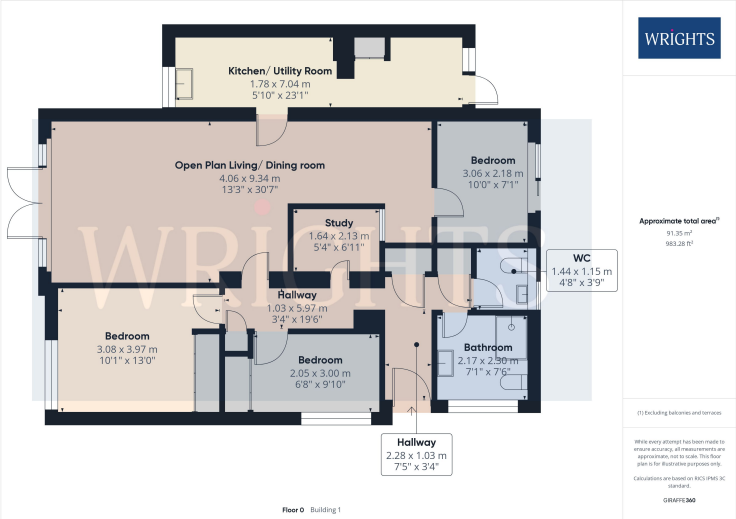 WRIGHTS
Kitchen/ Utility Room
1.78 x 7.04 m
5'10" x 23'1"
Open Plan Living/ Dining room
4.06 x 9.34 m
13'3" x 30'7"
Bedroom
3.06 x 2.18 m
10'0" x 7'1"
Study
1.64 x 2.13 m
5'4" x 6'11"
WRIGHTS
WC
1.44 x 1.15 m
4'8" x 3'9"
Hallway
1.03 x 5.97 m
3'4" x 19'6"
Bedroom
3.08 x 3.97 m
10'1" x 13'0"
Bedroom
2.05 x 3.00 m
6'8" x 9'10"
Bathroom
2.17 x 2.30 m
7'1" x 7'6"
Hallway
2.28 x 1.03 m
7'5" x 3'4"
Floor 0 Building 1
Approximate total area⁽¹⁾
91.35 m²
983.28 ft²
(1) Excluding balconies and terraces
While every attempt has been made to
ensure accuracy, all measurements are
approximate, not to scale. This floor
plan is for illustrative purposes only.
Calculations are based on RICS IPMS 3C
standard.
GIRAFFE360